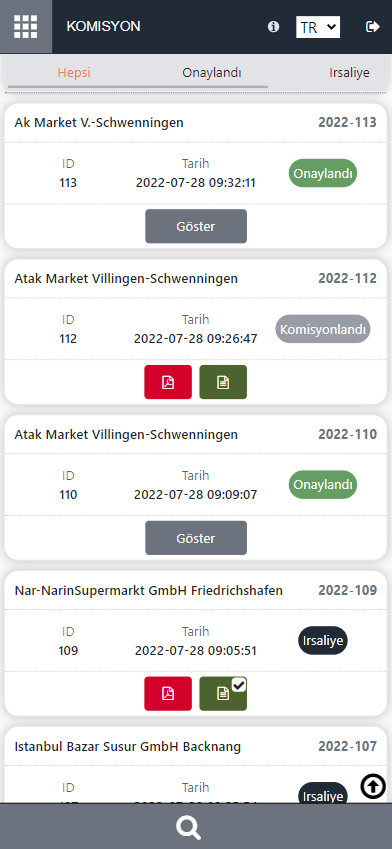 KOMISYON
TR
Hepsi Onaylandı Irsaliye
Ak Market V.-Schwenningen 2022-113
ID Tarih
113 2022-07-28 09:32:11 Onaylandı
Göster
Atak Market Villingen-Schwenningen 2022-112
ID Tarih
112 2022-07-28 09:26:47 Komisyonlandı
Atak Market Villingen-Schwenningen 2022-110
ID Tarih
110 2022-07-28 09:09:07 Onaylandı
Göster
Nar-NarinSupermarkt GmbH Friedrichshafen 2022-109
ID Tarih
109 2022-07-28 09:05:51 Irsaliye
Istanbul Bazar Susur GmbH Backnang 2022-107
ID Tarih
Irsaliye